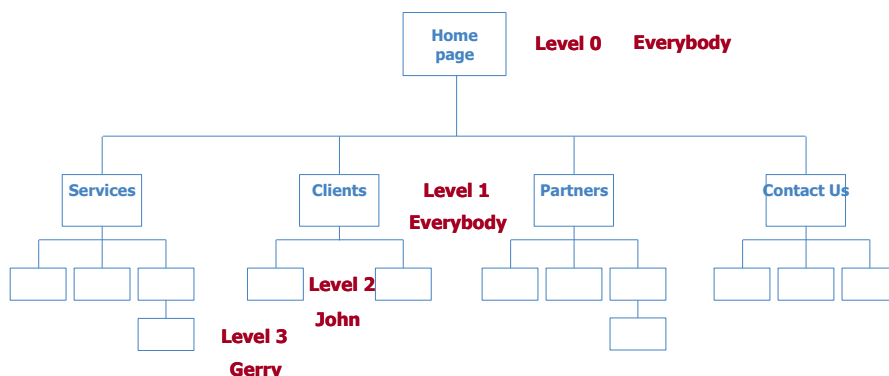 Home
page
Level 0 Everybody
Services
Clients
Level 1
Everybody
Partners
Contact Us
Level 2
John
Level 3
Gerry